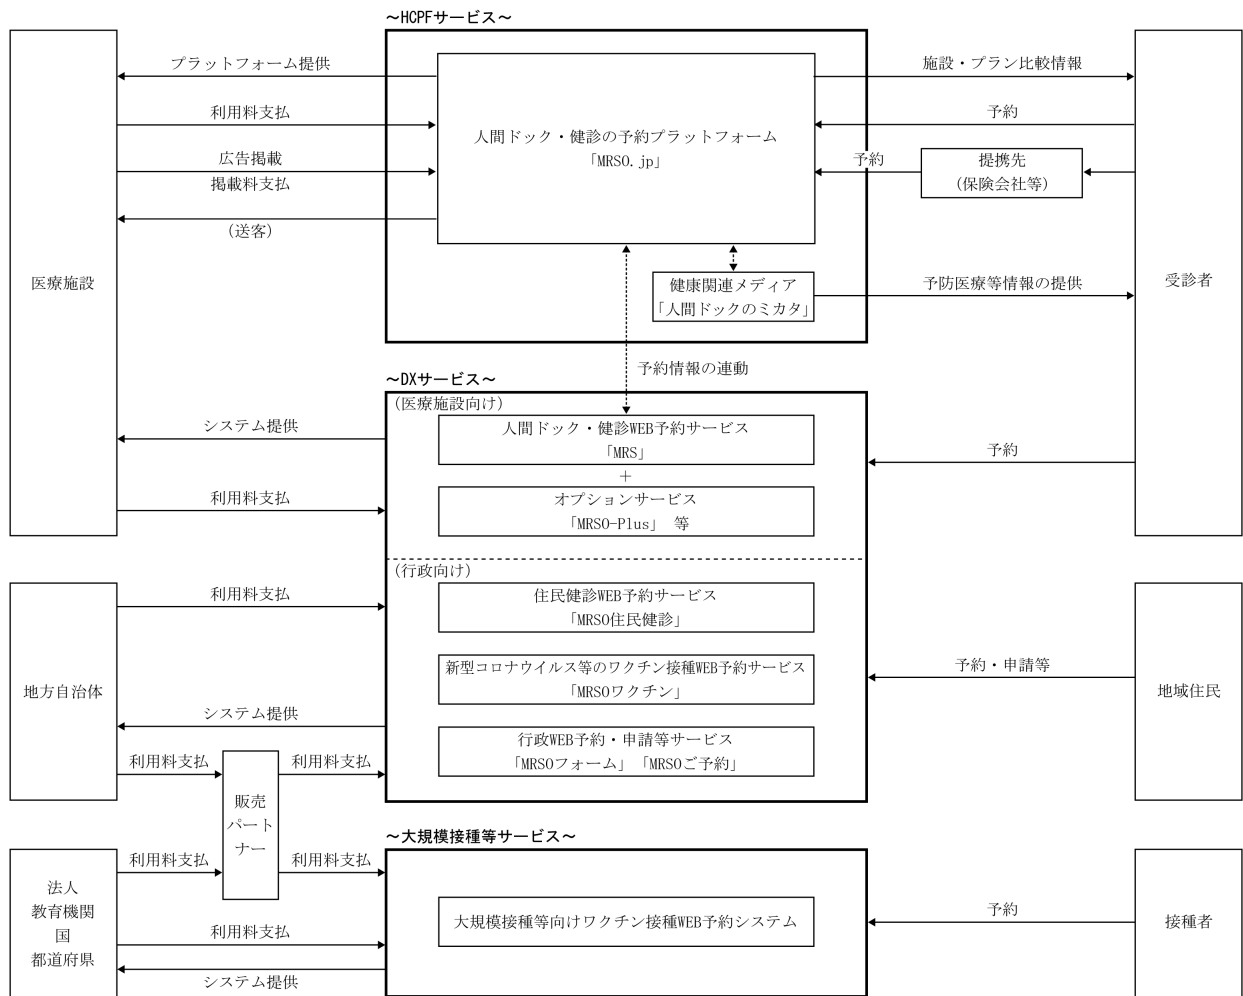 ～HCPFサービス～
プラットフォーム提供
利用料支払
広告掲載
掲載料支払
(送客)
医療施設
人間ドック・健診の予約プラットフォーム
「MRSO.jp」
健康関連メディア
「人間ドックのミカタ」
施設・プラン比較情報
予約
予約
提携先
(保険会社等)
予防医療等情報の提供
受診者
予約情報の連動
～DXサービス～
(医療施設向け)
システム提供
人間ドック・健診WEB予約サービス
「MRS」
+
予約
利用料支払
オプションサービス
「MRSO-Plus」 等
(行政向け)
利用料支払
住民健診WEB予約サービス
「MRSO住民健診」
新型コロナウイルス等のワクチン接種WEB予約サービス
「MRSOワクチン」
予約・申請等
地方自治体
地域住民
システム提供
行政WEB予約・申請等サービス
「MRSOフォーム」 「MRSOご予約」
利用料支払
利用料支払
販売
パート
ナー
～大規模接種等サービス～
利用料支払
利用料支払
法人
教育機関
国
都道府県
利用料支払
システム提供
大規模接種等向けワクチン接種WEB予約システム
予約
接種者